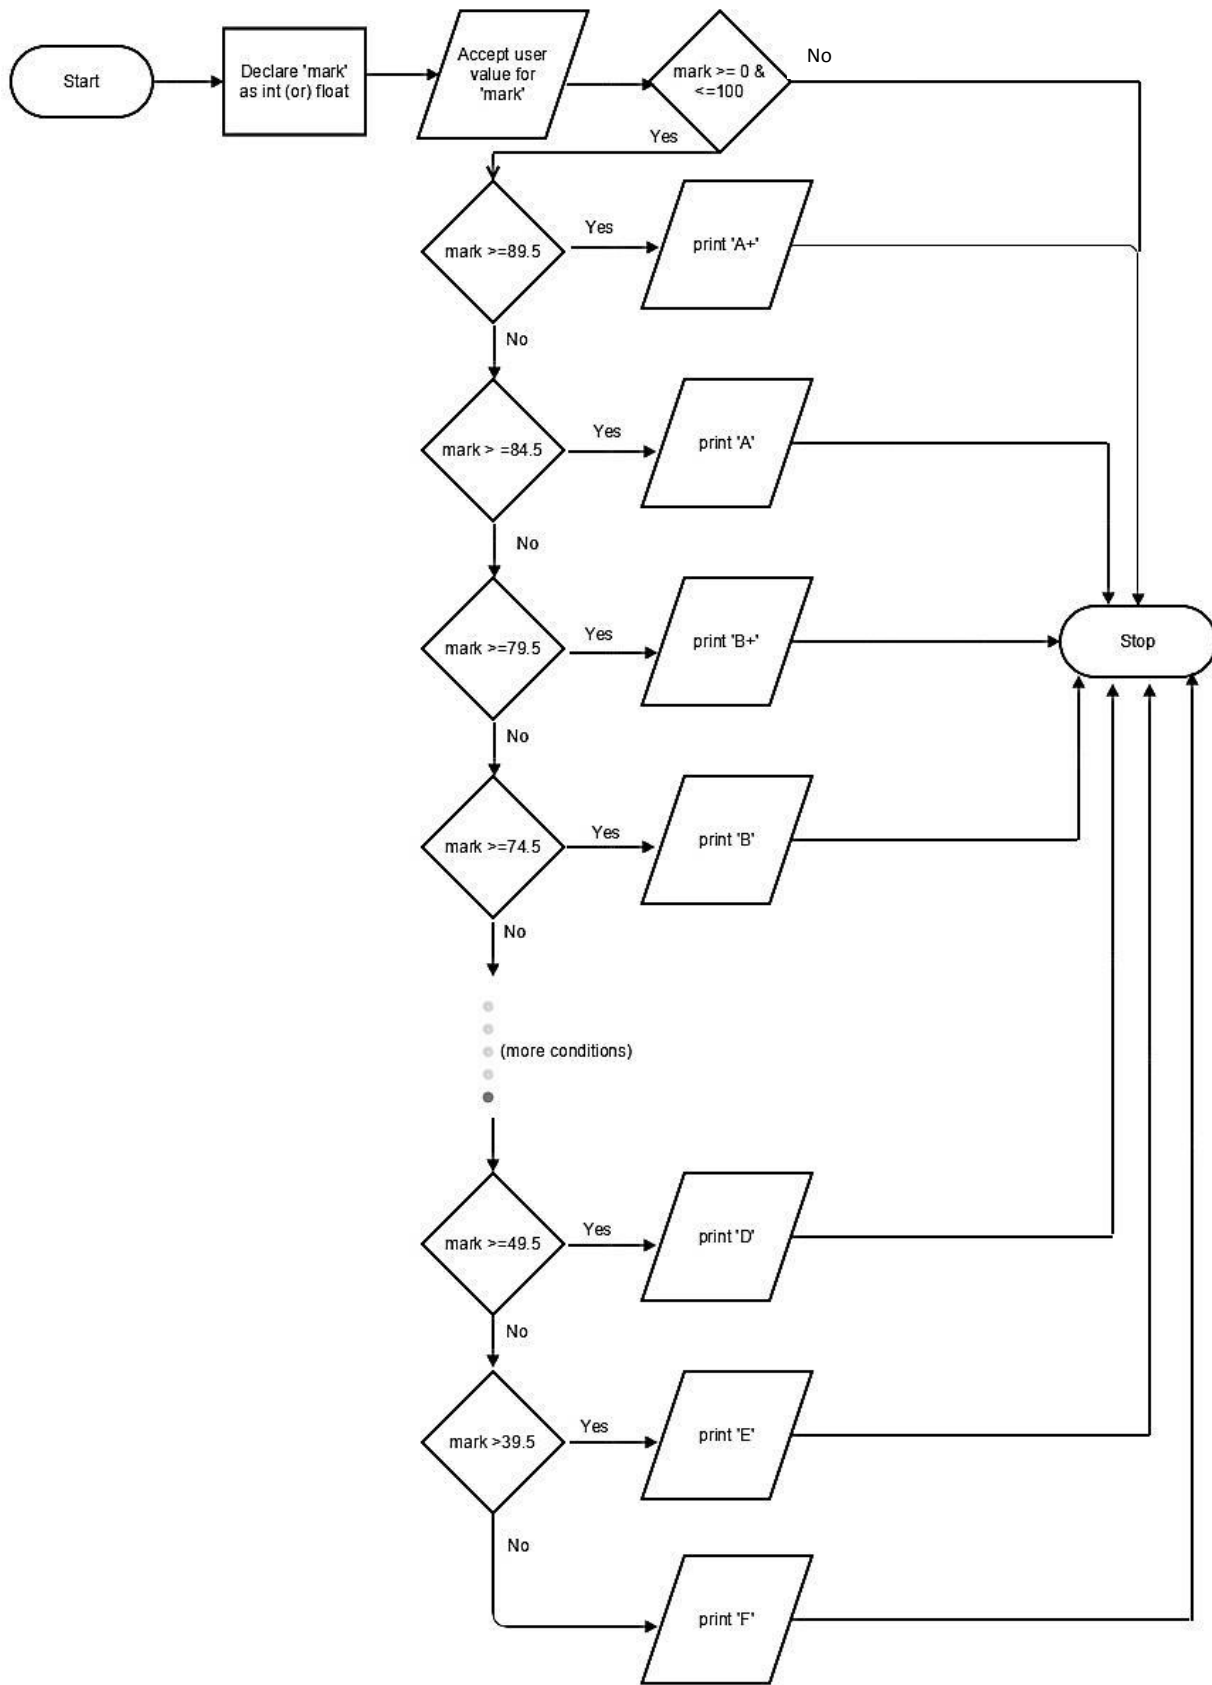 Start
Declare 'mark'
as int (or) float
Accept user
value for
'mark'
mark >= 0 &
<=100
No
Yes
mark >=89.5
Yes
print 'A+'
No
mark > =84.5
Yes
print 'A'
No
mark >=79.5
Yes
print 'B+'
Stop
No
mark >=74.5
Yes
print 'B'
No
(more conditions)
mark >=49.5
Yes
print 'D'
No
mark >39.5
Yes
print 'E'
No
print 'F'